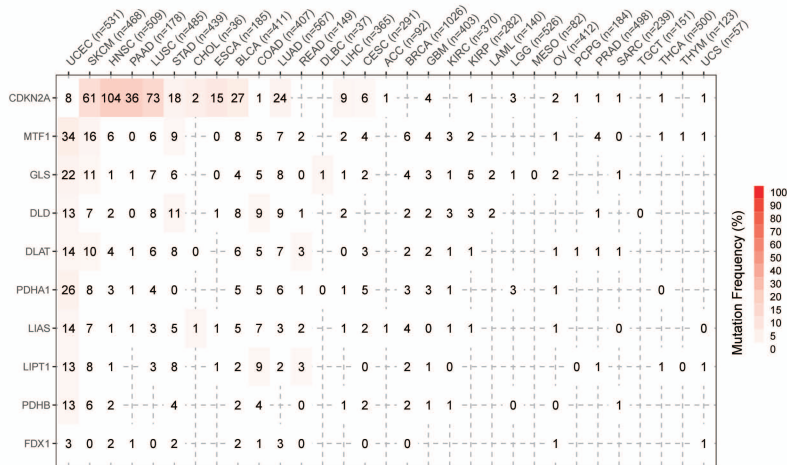 UCEC (n=531)
SKCM (n=468)
HNSC (n=509)
PAAD (n=178)
LUSC (n=485)
STAD (n=439)
CHOL (n=36)
ESCA (n=185)
BLCA (n=411)
COAD (n=407)
LUAD (n=567)
READ (n=149)
DLBC (n=37)
LIHC (n=365)
CESC (n=291)
ACC (n=92)
BRCA (n=1026)
GBM (n=403)
KIRC (n=370)
KIRP (n=282)
LAML (n=140)
LGG (n=526)
MESO (n=82)
OV (n=412)
PCPG (n=184)
PRAD (n=498)
SARC (n=239)
TGCT (n=151)
THCA (n=500)
THYM (n=123)
UCS (n=57)
CDKN2A 8 61 104 36 73 18 2 15 27 1 24 9 6 1 4 1 3 2 1 1 1 1 1
MTF1 34 16 6 0 6 9 0 8 5 7 2 2 4 6 4 3 2 1 4 0 1 1 1
GLS 22 11 1 1 7 6 0 4 5 8 0 1 1 2 4 3 1 5 2 1 0 2 1
DLD 13 7 2 0 8 11 1 8 9 9 1 2 2 2 3 3 2 1 0
DLAT 14 10 4 1 6 8 0 6 5 7 3 0 3 2 2 1 1 1 1 1 1
PDHA1 26 8 3 1 4 0 5 5 6 1 0 1 5 3 3 1 3 1 0
LIAS 14 7 1 1 3 5 1 1 5 7 3 2 1 2 1 4 0 1 1 1 0 0
LIPT1 13 8 1 3 8 1 2 9 2 3 0 2 1 0 0 1 1 0 1
PDHB 13 6 2 4 2 4 0 1 2 2 1 1 0 0 1
FDX1 3 0 2 1 0 2 2 1 3 0 0 0 1 1
Mutation Frequency (%)
100
90
80
70
60
50
40
30
20
15
10
5
0